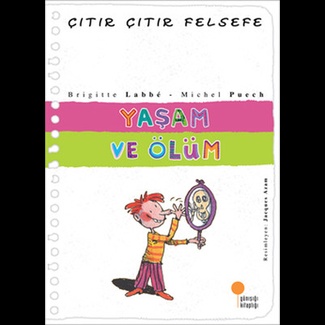 ÇITIR ÇITIR FELSEFE
Brigitte Labbé - Michel Puech
YAŞAM
VE ÖLÜM
Resimleyen: Jacques Azam
günışığı
kitaplığı